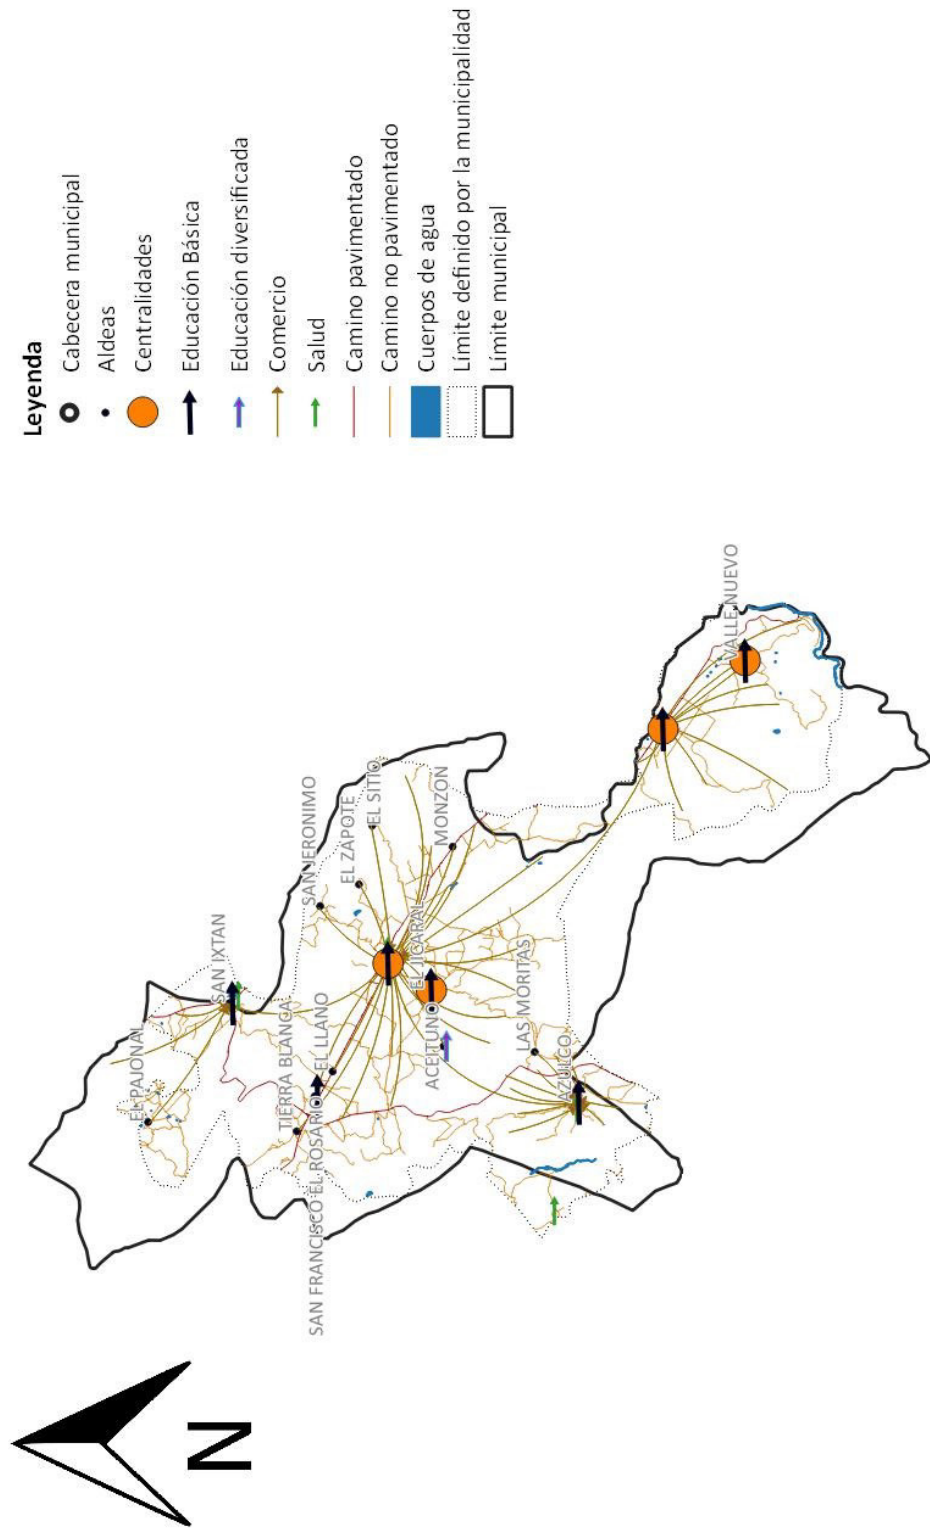 Leyenda
Cabecera municipal
Aldeas
Centralidades
Educación Básica
Educación diversificada
Comercio
Salud
Camino pavimentado
Camino no pavimentado
Cuerpos de agua
Límite definido por la municipalidad
Límite municipal
EL PAJONAL
SAN IXTAN
TIERRA BLANCA
SAN FRANCISCO EL ROSARIO
EL LLANO
SAN JERONIMO
EL ZAPOTE
EL SITIO
EL JICARAL
ACEITUNO
MONZON
LAS MORITAS
AZULCO
VALLE NUEVO
N